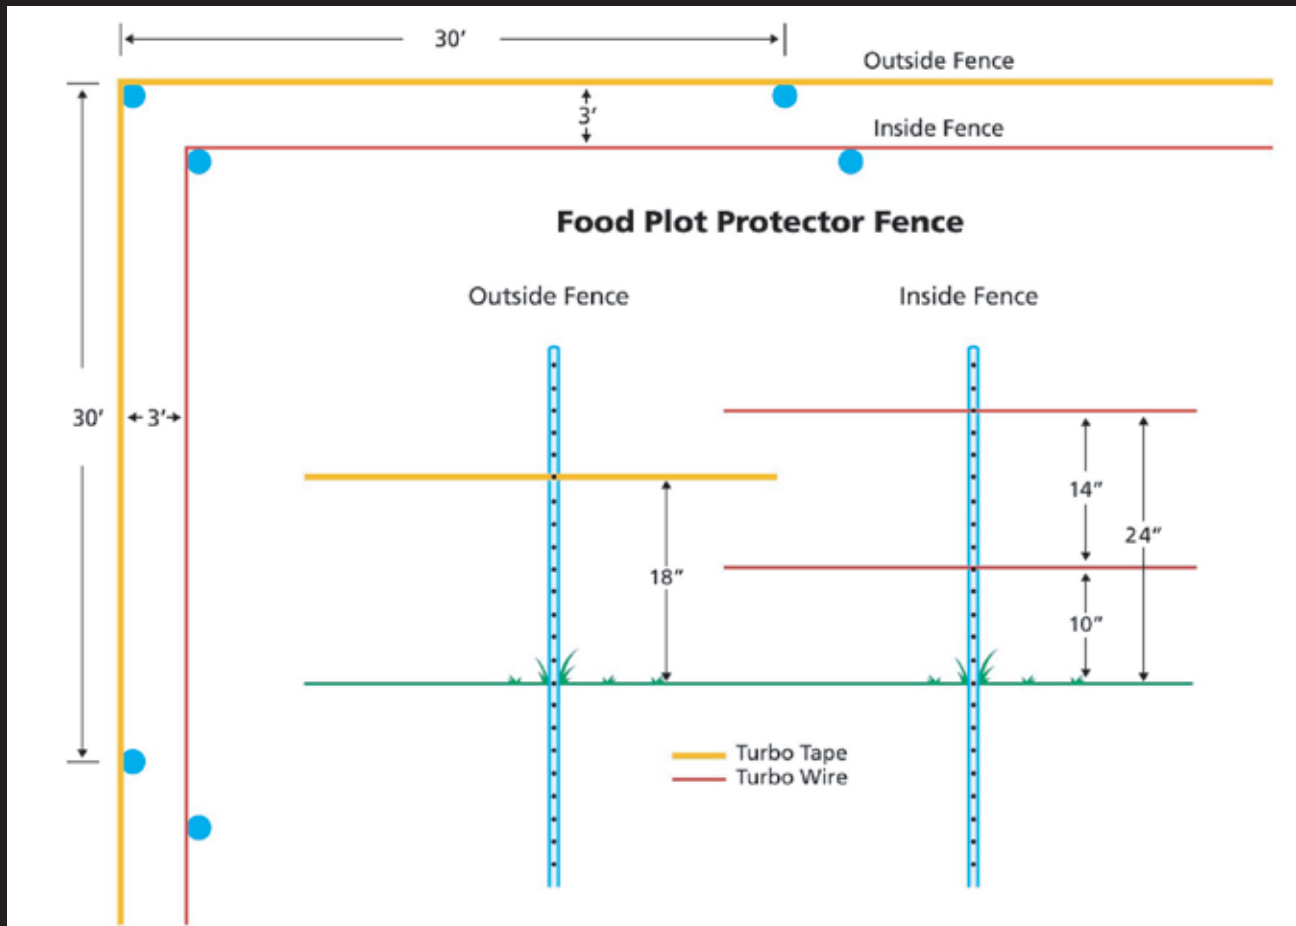 30’
Outside Fence
3’
Inside Fence
Food Plot Protector Fence
Outside Fence
Inside Fence
30’
3’
14”
24”
18”
10”
Turbo Tape
Turbo Wire